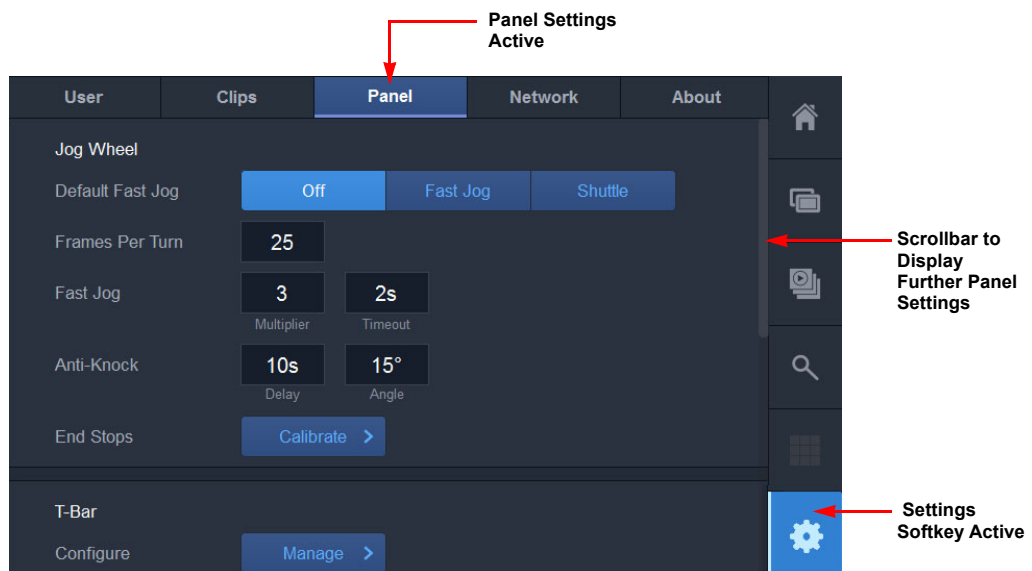 Panel Settings
Active
User Clips Panel Network About
Jog Wheel
Default Fast Jog Off Fast Jog Shuttle
Frames Per Turn 25
Fast Jog 3 2s
Multiplier Timeout
Anti-Knock 10s 15°
Delay Angle
End Stops Calibrate >
T-Bar
Configure Manage >
Scrollbar to
Display
Further Panel
Settings
Settings
Softkey Active